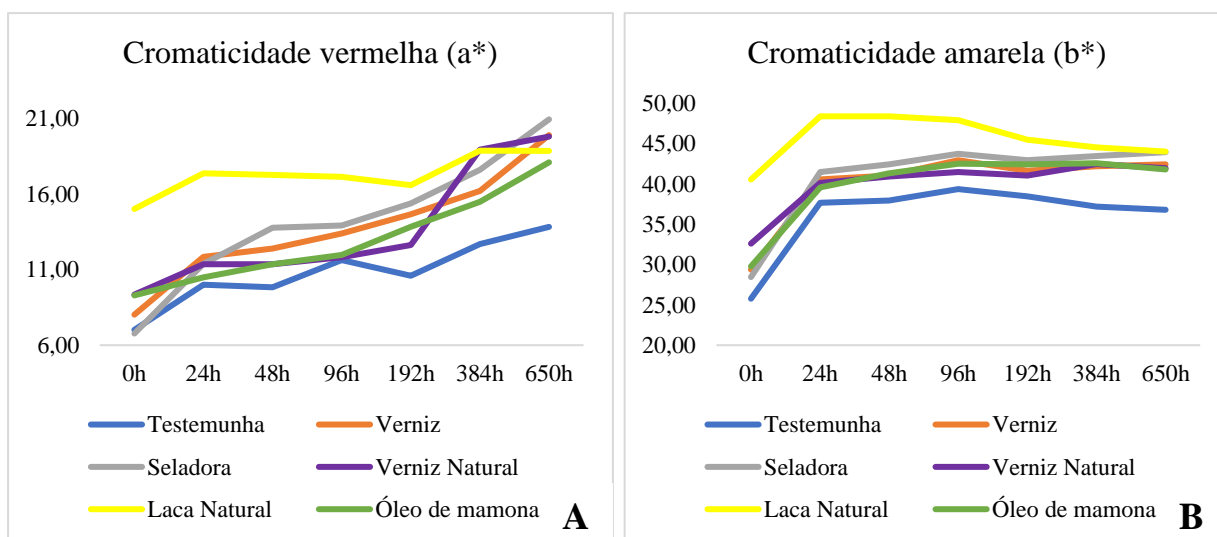 Cromaticidade vermelha (a*)
21,00
16,00
11,00
6,00
0h 24h 48h 96h 192h 384h 650h
Testemunha Verniz
Seladora Verniz Natural
Laca Natural Óleo de mamona
A
Cromaticidade amarela (b*)
50,00
45,00
40,00
35,00
30,00
25,00
20,00
0h 24h 48h 96h 192h 384h 650h
Testemunha Verniz
Seladora Verniz Natural
Laca Natural Óleo de mamona
B